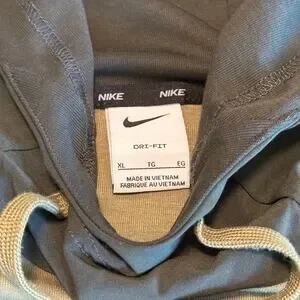 NIKE NIKE
DRI-FIT
XL TG EG
MADE IN VIETNAM
FABRIQUÉ AU VIETNAM